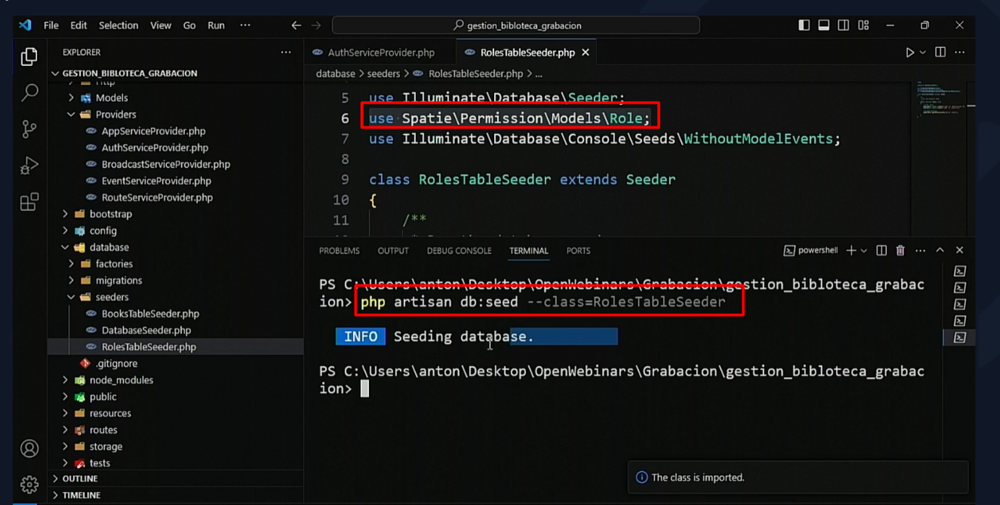 File Edit Selection View Go Run ... gestion_bibloteca_grabacion
EXPLORER
GESTION_BIBLOTECA_GRABACION
Models
Providers
AppServiceProvider.php
AuthServiceProvider.php
BroadcastServiceProvider.php
EventServiceProvider.php
RouteServiceProvider.php
bootstrap
config
database
factories
migrations
seeders
BooksTableSeeder.php
DatabaseSeeder.php
RolesTableSeeder.php
.gitignore
node_modules
public
resources
routes
storage
tests
OUTLINE
TIMELINE
AuthServiceProvider.php RolesTableSeeder.php
database > seeders > RolesTableSeeder.php > ...
5 use Illuminate\Database\Seeder;
6 use Spatie\Permission\Models\Role;
7 use Illuminate\Database\Console\Seeds\WithoutModelEvents;
8
9 class RolesTableSeeder extends Seeder
10 {
11 /**
PROBLEMS OUTPUT DEBUG CONSOLE TERMINAL PORTS powershell
PS C:\Users\anton\Desktop\OpenWebinars\Grabacion\gestion_bibloteca_grabac
ion> php artisan db:seed --class=RolesTableSeeder
INFO Seeding database.
PS C:\Users\anton\Desktop\OpenWebinars\Grabacion\gestion_bibloteca_grabac
ion>
The class is imported.